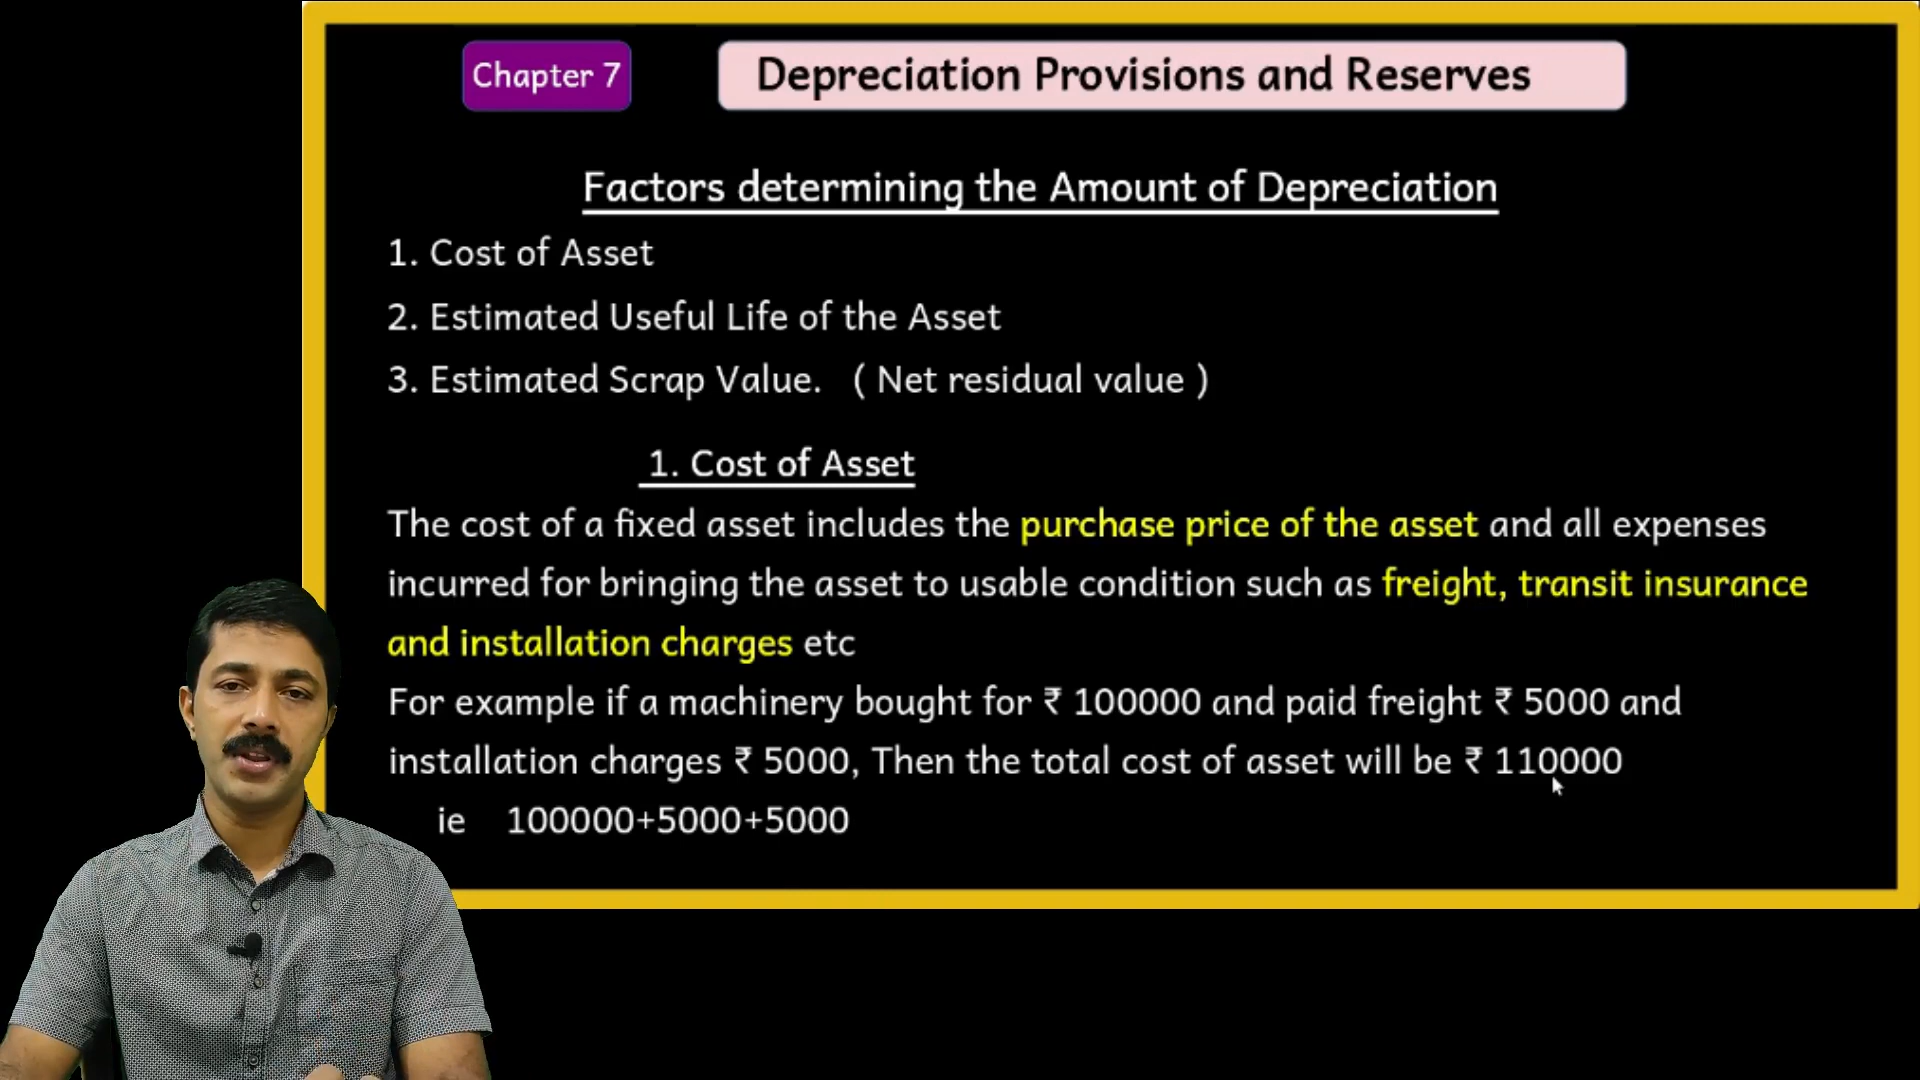 Chapter 7
Depreciation Provisions and Reserves
Factors determining the Amount of Depreciation
1. Cost of Asset
2. Estimated Useful Life of the Asset
3. Estimated Scrap Value. ( Net residual value )
1. Cost of Asset
The cost of a fixed asset includes the purchase price of the asset and all expenses
incurred for bringing the asset to usable condition such as freight, transit insurance
and installation charges etc
For example if a machinery bought for ₹ 100000 and paid freight ₹ 5000 and
installation charges ₹ 5000, Then the total cost of asset will be ₹ 110000
ie 100000+5000+5000